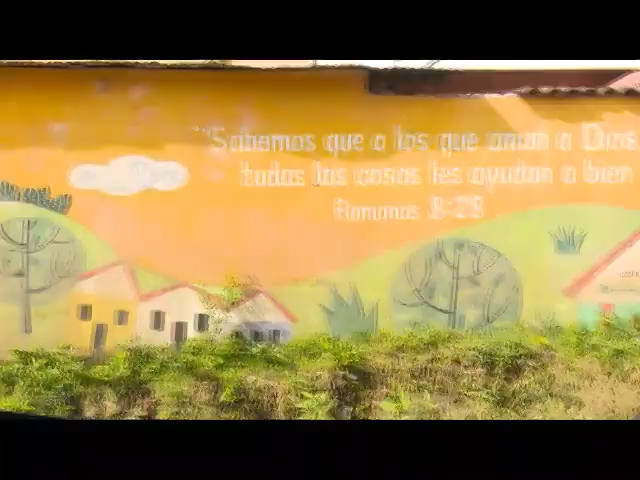 "Sabemos que a los que aman a Dios
todas las cosas les ayudan a bien
Romanos 8:28